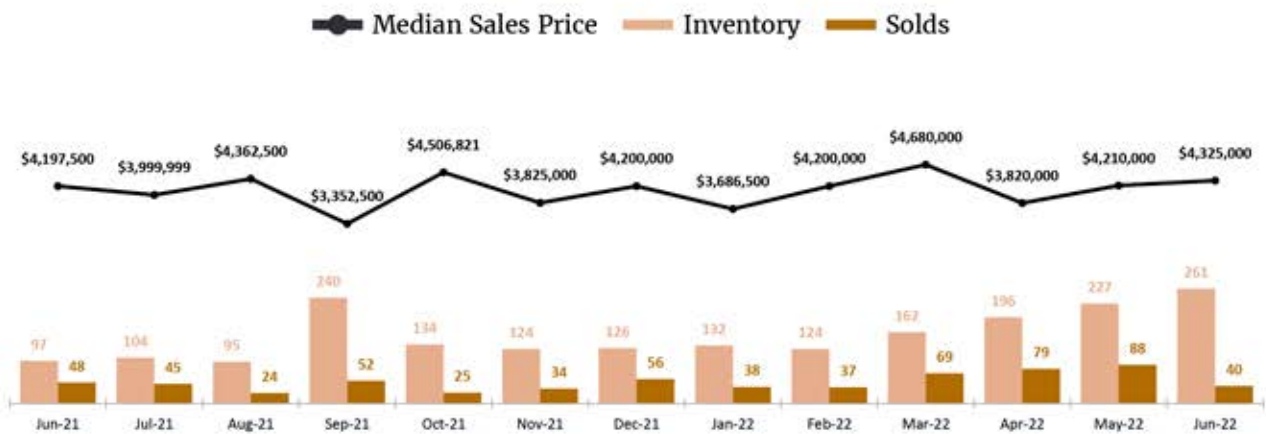 Median Sales Price Inventory Solds
$4,197,500 $3,999,999 $4,362,500 $3,352,500 $4,506,821 $3,825,000 $4,200,000 $3,686,500 $4,200,000 $4,680,000 $3,820,000 $4,210,000 $4,325,000
97 48 104 45 95 24 240 52 134 25 124 34 126 56 132 38 124 37 162 69 196 79 227 88 261 40
Jun-21 Jul-21 Aug-21 Sep-21 Oct-21 Nov-21 Dec-21 Jan-22 Feb-22 Mar-22 Apr-22 May-22 Jun-22